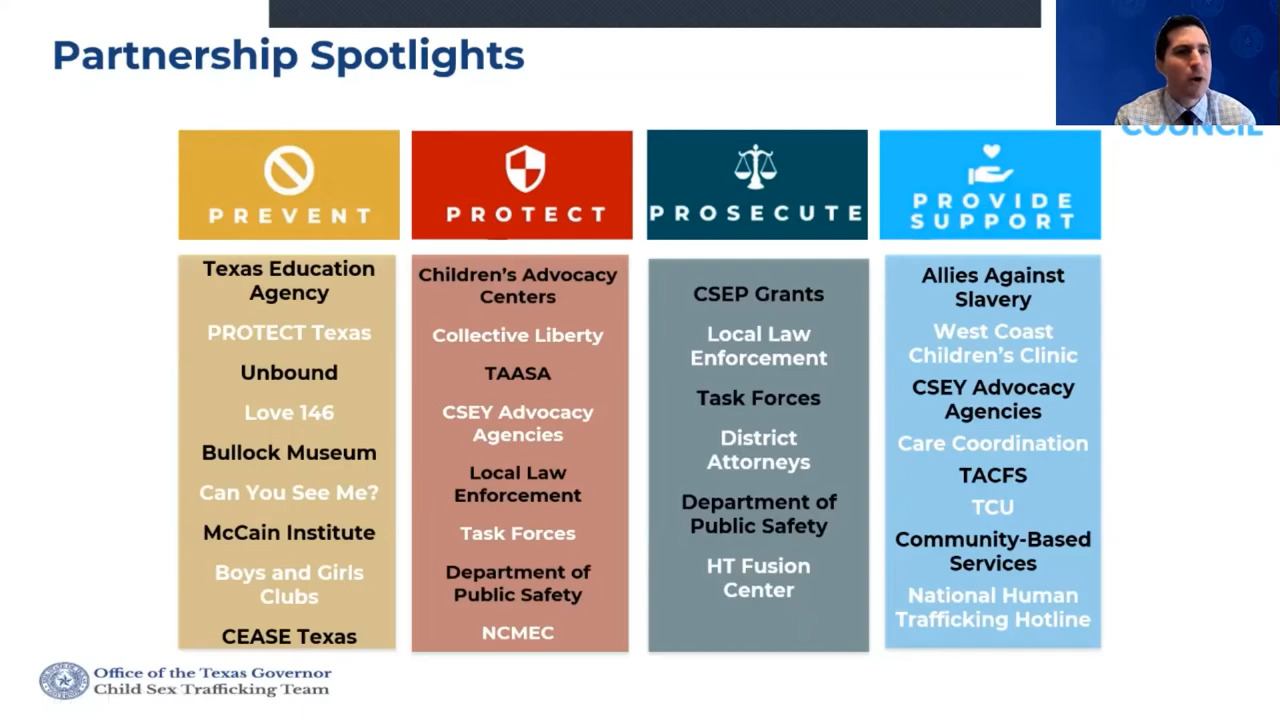 Partnership Spotlights
COUNCIL
PREVENT
Texas Education
Agency
PROTECT Texas
Unbound
Love 146
Bullock Museum
Can You See Me?
McCain Institute
Boys and Girls
Clubs
CEASE Texas
PROTECT
Children's Advocacy
Centers
Collective Liberty
TAASA
CSEY Advocacy
Agencies
Local Law
Enforcement
Task Forces
Department of
Public Safety
NCMEC
PROSECUTE
CSEP Grants
Local Law
Enforcement
Task Forces
District
Attorneys
Department of
Public Safety
HT Fusion
Center
PROVIDE
SUPPORT
Allies Against
Slavery
West Coast
Children's Clinic
CSEY Advocacy
Agencies
Care Coordination
TACFS
TCU
Community-Based
Services
National Human
Trafficking Hotline
Office of the Texas Governor
Child Sex Trafficking Team